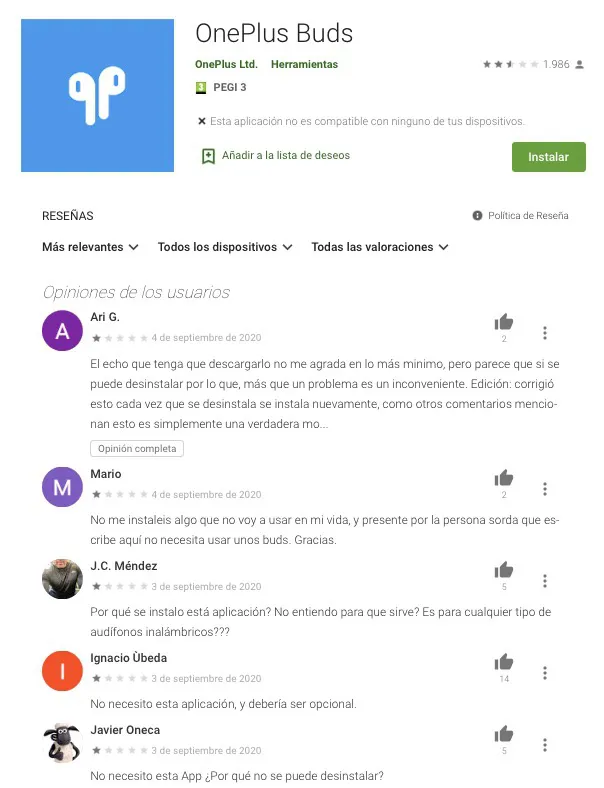 OnePlus Buds
OnePlus Ltd. Herramientas
1.986
3 PEGI 3
Esta aplicación no es compatible con ninguno de tus dispositivos.
Añadir a la lista de deseos
Instalar
RESEÑAS
Política de Reseña
Más relevantes Todos los dispositivos Todas las valoraciones
Opiniones de los usuarios
A
Ari G.
4 de septiembre de 2020
2
El echo que tenga que descargarlo no me agrada en lo más minimo, pero parece que si se
puede desinstalar por lo que, más que un problema es un inconveniente. Edición: corrigió
esto cada vez que se desinstala se instala nuevamente, como otros comentarios mencio-
nan esto es simplemente una verdadera mo...
Opinión completa
M
Mario
4 de septiembre de 2020
2
No me instaleis algo que no voy a usar en mi vida, y presente por la persona sorda que es-
cribe aquí no necesita usar unos buds. Gracias.
J.C. Méndez
3 de septiembre de 2020
5
Por qué se instalo está aplicación? No entiendo para que sirve? Es para cualquier tipo de
audífonos inalámbricos???
I
Ignacio Ùbeda
3 de septiembre de 2020
14
No necesito esta aplicación, y debería ser opcional.
Javier Oneca
3 de septiembre de 2020
5
No necesito esta App ¿Por qué no se puede desinstalar?